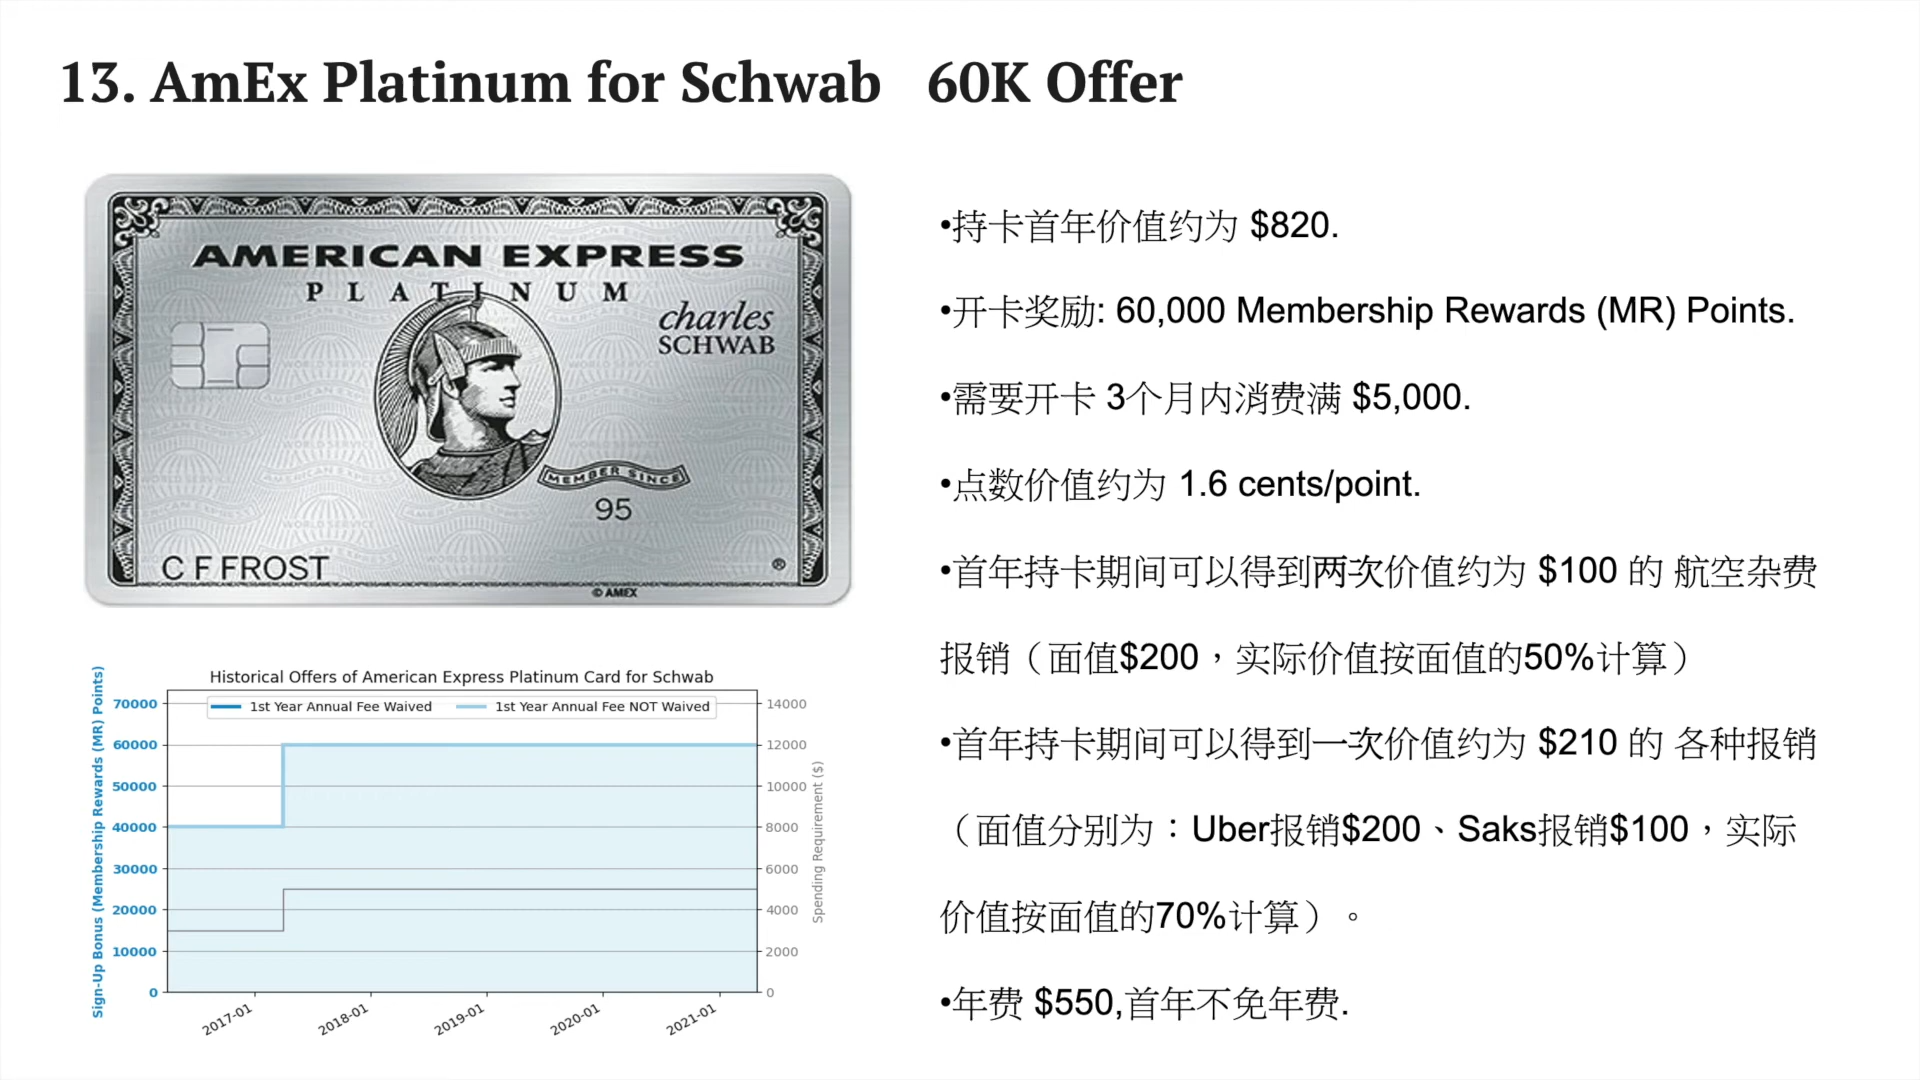 13. AmEx Platinum for Schwab 60K Offer
AMERICAN EXPRESS
PLATINUM
charles
SCHWAB
MEMBER SINCE
95
C F FROST
®
© AMEX
•持卡首年价值约为 $820.
•开卡奖励: 60,000 Membership Rewards (MR) Points.
•需要开卡 3个月内消费满 $5,000.
•点数价值约为 1.6 cents/point.
•首年持卡期间可以得到两次价值约为 $100 的 航空杂费
报销（面值$200，实际价值按面值的50%计算）
•首年持卡期间可以得到一次价值约为 $210 的 各种报销
（面值分别为：Uber报销$200、Saks报销$100，实际
价值按面值的70%计算）。
•年费 $550,首年不免年费.
Historical Offers of American Express Platinum Card for Schwab
1st Year Annual Fee Waived
1st Year Annual Fee NOT Waived
Sign-Up Bonus (Membership Rewards (MR) Points)
70000
60000
50000
40000
30000
20000
10000
0
14000
12000
10000
8000
6000
4000
2000
0
Spending Requirement ($)
2017-01
2018-01
2019-01
2020-01
2021-01